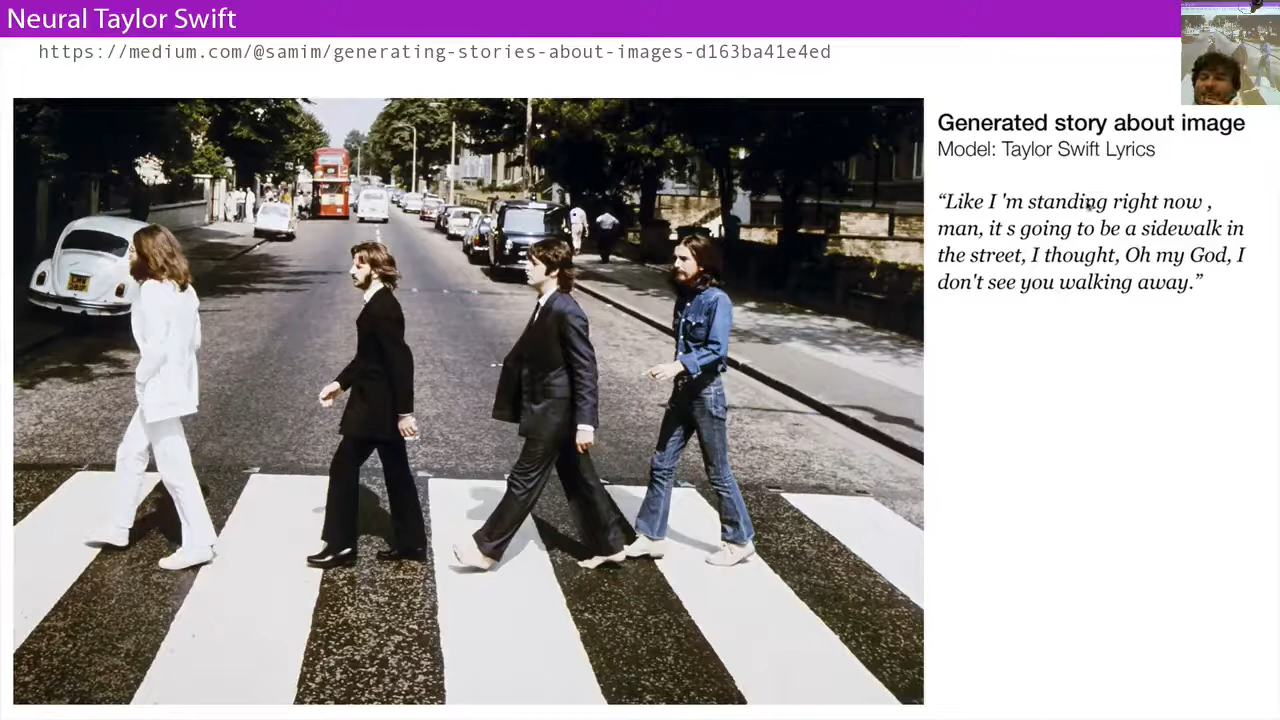 Neural Taylor Swift
https://medium.com/@samim/generating-stories-about-images-d163ba41e4ed
Generated story about image
Model: Taylor Swift Lyrics
“Like I 'm standing right now ,
man, it s going to be a sidewalk in
the street, I thought, Oh my God, I
don't see you walking away.”